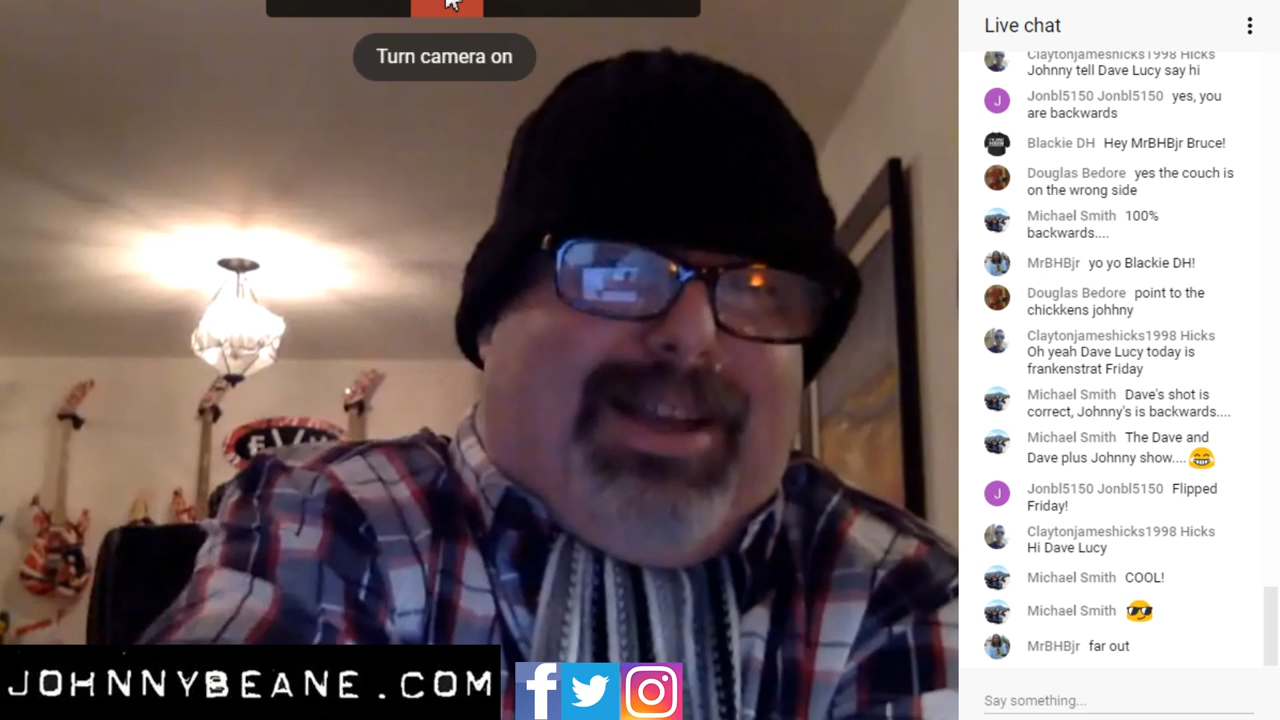 Turn camera on
EVH
JOHNNYBEANE.COM
Live chat
Claytonjameshicks1998 Hicks
Johnny tell Dave Lucy say hi
J
Jonbl5150 Jonbl5150 yes, you
are backwards
Blackie DH Hey MrBHBjr Bruce!
Douglas Bedore yes the couch is
on the wrong side
Michael Smith 100%
backwards....
MrBHBjr yo yo Blackie DH!
Douglas Bedore point to the
chickkens johhny
Claytonjameshicks1998 Hicks
Oh yeah Dave Lucy today is
frankenstrat Friday
Michael Smith Dave's shot is
correct, Johnny's is backwards....
Michael Smith The Dave and
Dave plus Johnny show....😂
J
Jonbl5150 Jonbl5150 Flipped
Friday!
Claytonjameshicks1998 Hicks
Hi Dave Lucy
Michael Smith COOL!
Michael Smith 😎
MrBHBjr far out
Say something...